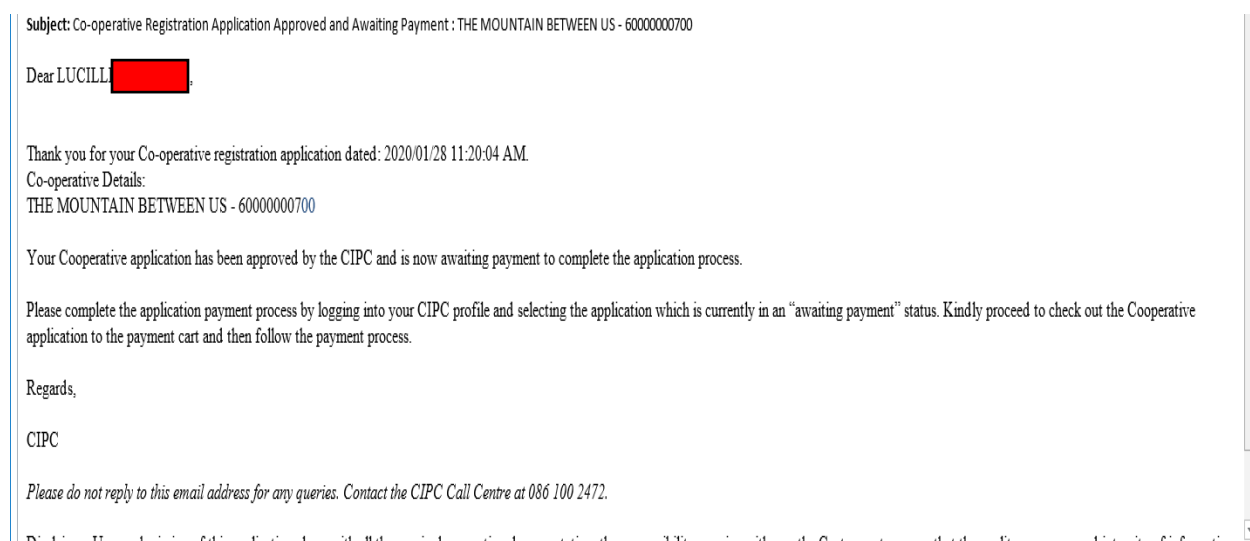 Subject: Co-operative Registration Application Approved and Awaiting Payment : THE MOUNTAIN BETWEEN US - 60000000700
Dear LUCILL ,
Thank you for your Co-operative registration application dated: 2020/01/28 11:20:04 AM.
Co-operative Details:
THE MOUNTAIN BETWEEN US - 60000000700
Your Cooperative application has been approved by the CIPC and is now awaiting payment to complete the application process.
Please complete the application payment process by logging into your CIPC profile and selecting the application which is currently in an “awaiting payment” status. Kindly proceed to check out the Cooperative
application to the payment cart and then follow the payment process.
Regards,
CIPC
Please do not reply to this email address for any queries. Contact the CIPC Call Centre at 086 100 2472.